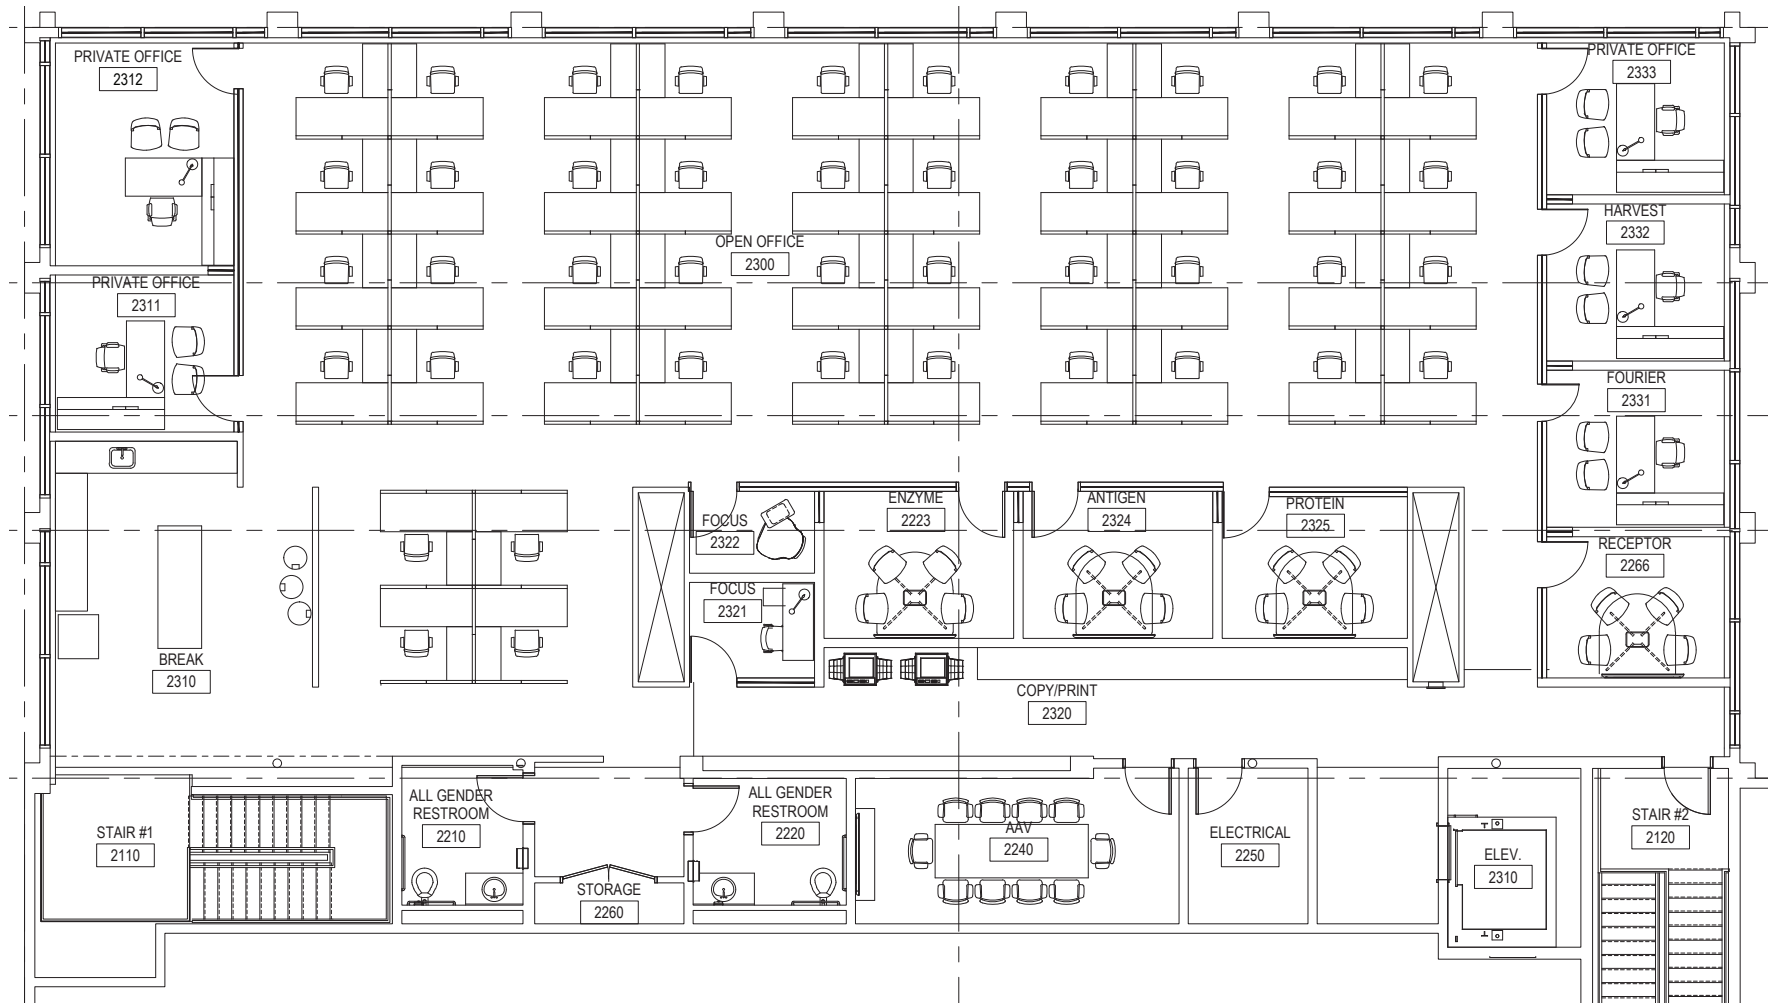 PRIVATE OFFICE
2312
PRIVATE OFFICE
2333
HARVEST
2332
OPEN OFFICE
2300
PRIVATE OFFICE
2311
FOURIER
2331
ENZYME
2223
ANTIGEN
2324
PROTEIN
2325
FOCUS
2322
RECEPTOR
2266
FOCUS
2321
BREAK
2310
COPY/PRINT
2320
ALL GENDER
RESTROOM
2210
ALL GENDER
RESTROOM
2220
STAIR #1
2110
AAV
2240
ELECTRICAL
2250
STAIR #2
2120
ELEV.
2310
STORAGE
2260